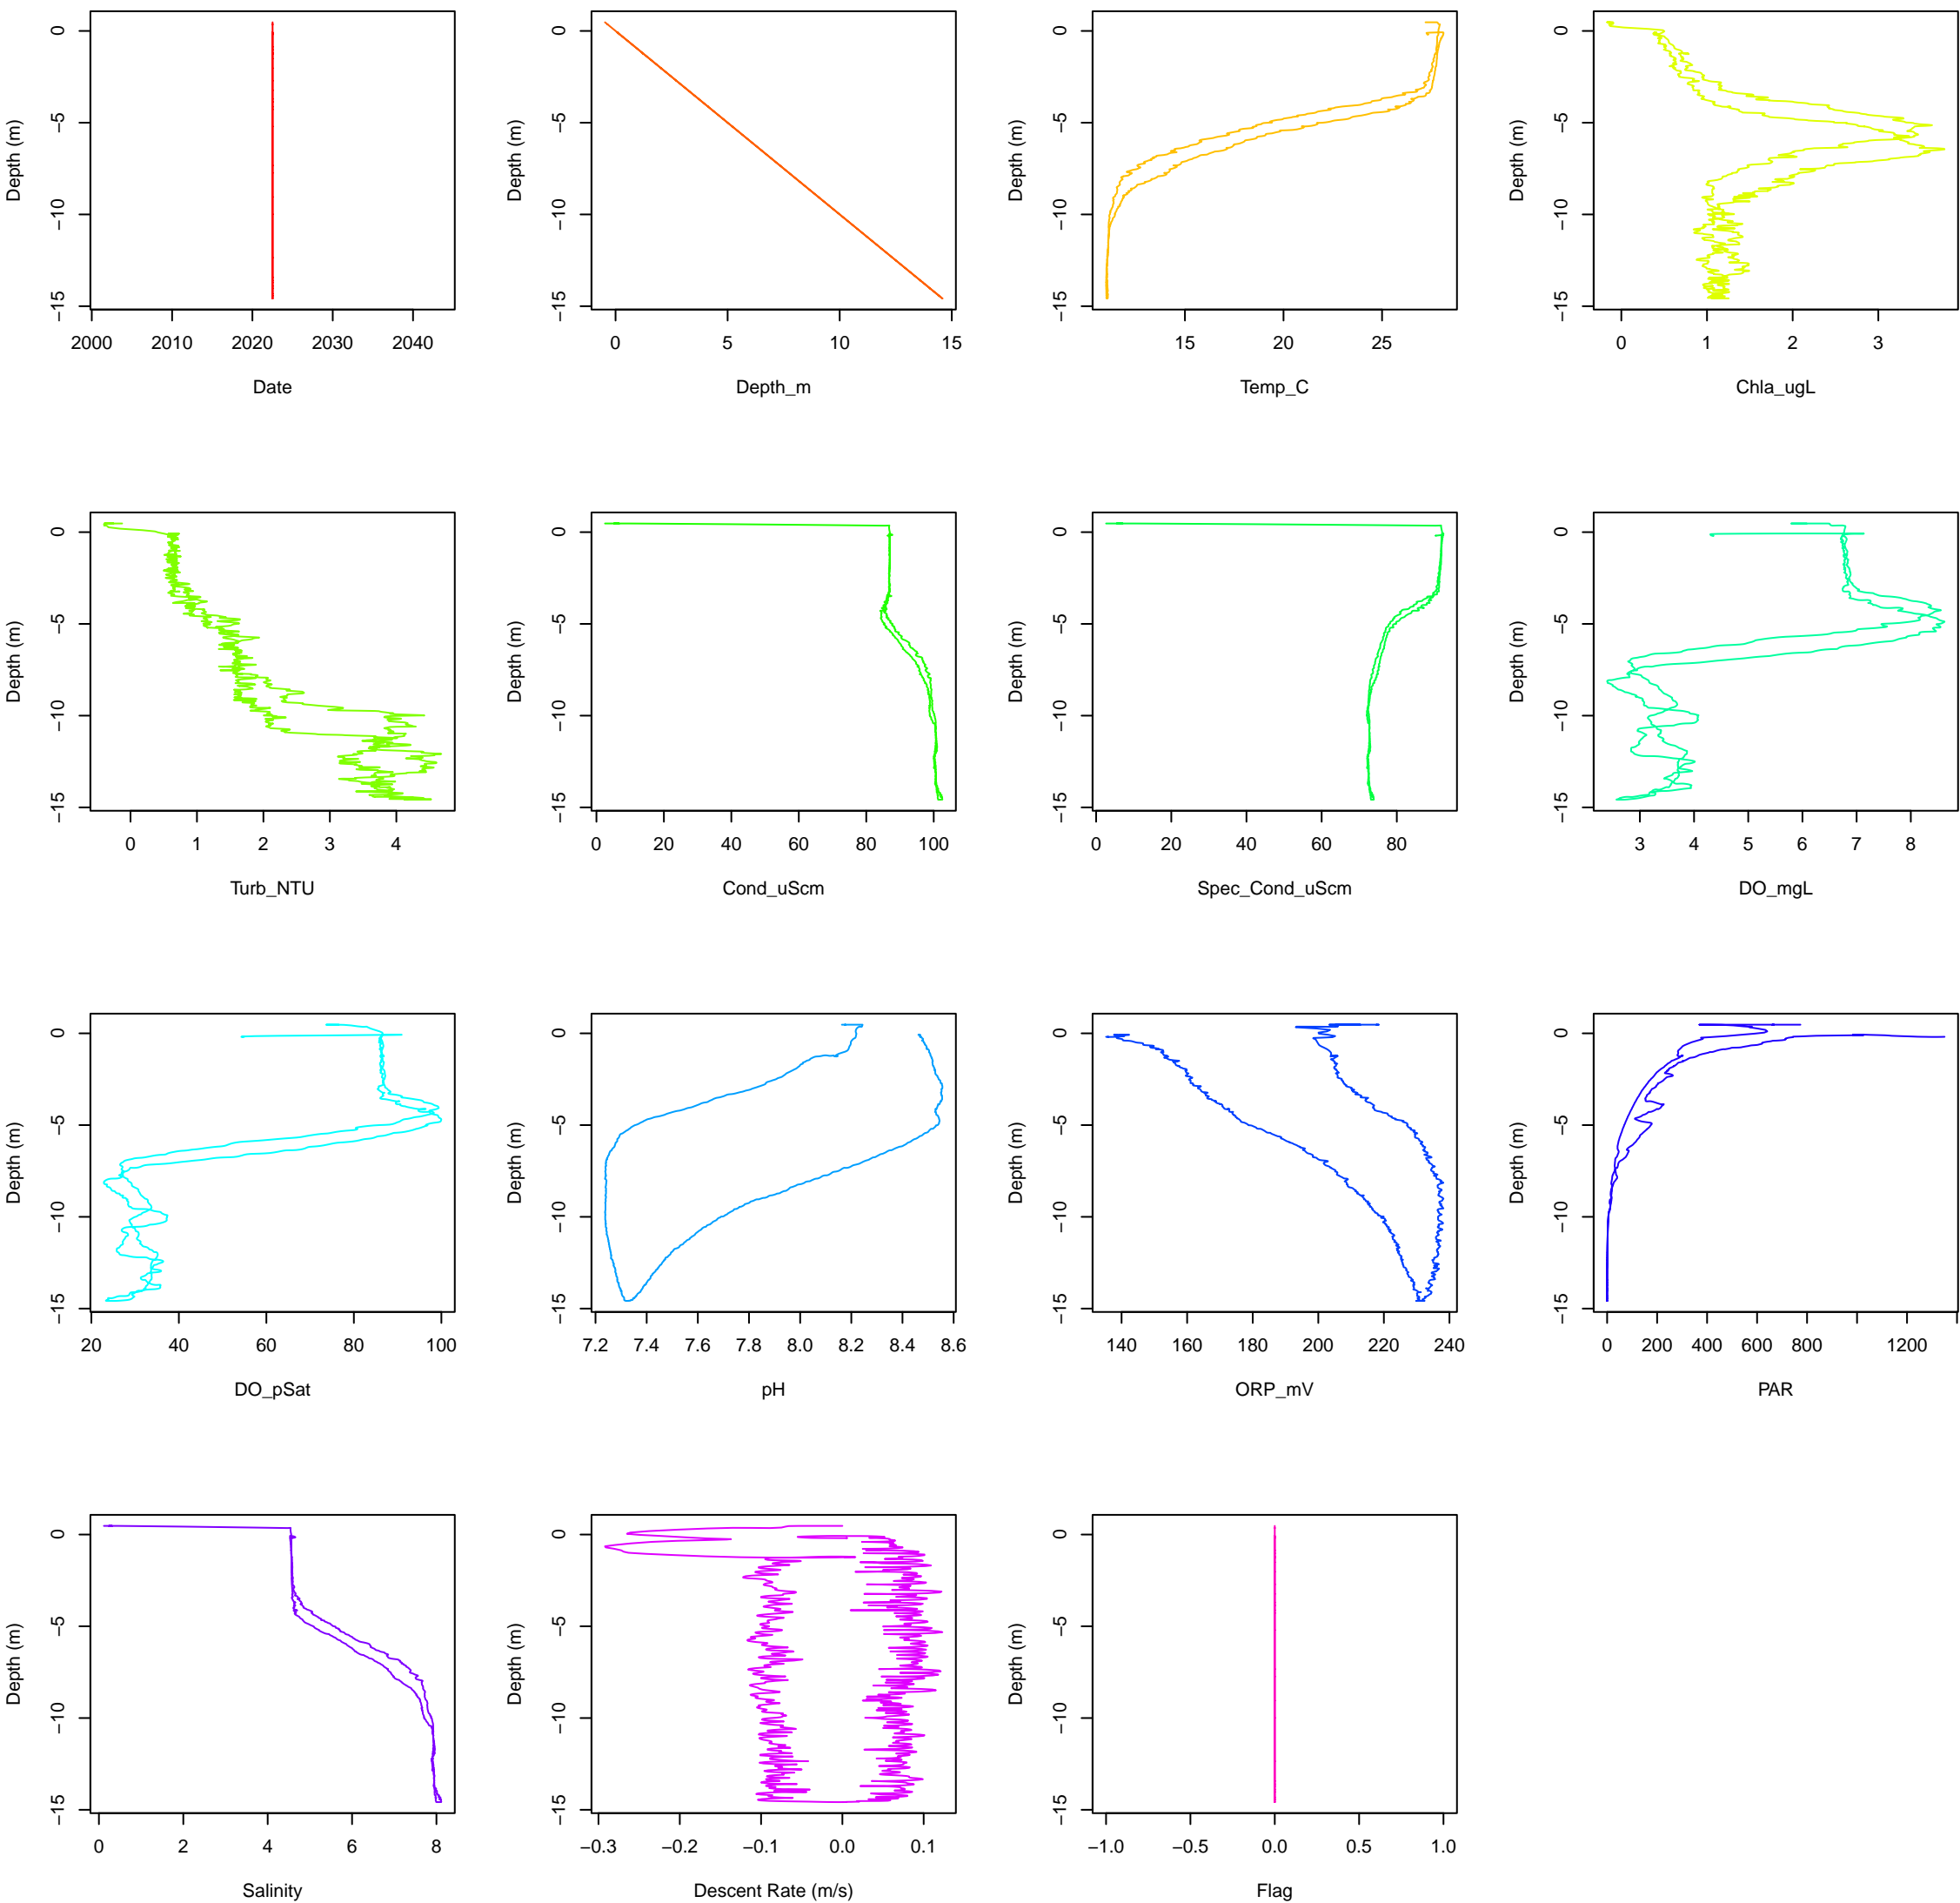 Depth (m) 0 −5 −10 −15 2000 2010 2020 2030 2040 Date
Depth (m) 0 −5 −10 −15 0 5 10 15 Depth_m
Depth (m) 0 −5 −10 −15 15 20 25 Temp_C
Depth (m) 0 −5 −10 −15 0 1 2 3 Chla_ugL
Depth (m) 0 −5 −10 −15 0 1 2 3 4 Turb_NTU
Depth (m) 0 −5 −10 −15 0 20 40 60 80 100 Cond_uScm
Depth (m) 0 −5 −10 −15 0 20 40 60 80 Spec_Cond_uScm
Depth (m) 0 −5 −10 −15 3 4 5 6 7 8 DO_mgL
Depth (m) 0 −5 −10 −15 20 40 60 80 100 DO_pSat
Depth (m) 0 −5 −10 −15 7.2 7.4 7.6 7.8 8.0 8.2 8.4 8.6 pH
Depth (m) 0 −5 −10 −15 140 160 180 200 220 240 ORP_mV
Depth (m) 0 −5 −10 −15 0 200 400 600 800 1200 PAR
Depth (m) 0 −5 −10 −15 0 2 4 6 8 Salinity
Depth (m) 0 −5 −10 −15 −0.3 −0.2 −0.1 0.0 0.1 Descent Rate (m/s)
Depth (m) 0 −5 −10 −15 −1.0 −0.5 0.0 0.5 1.0 Flag